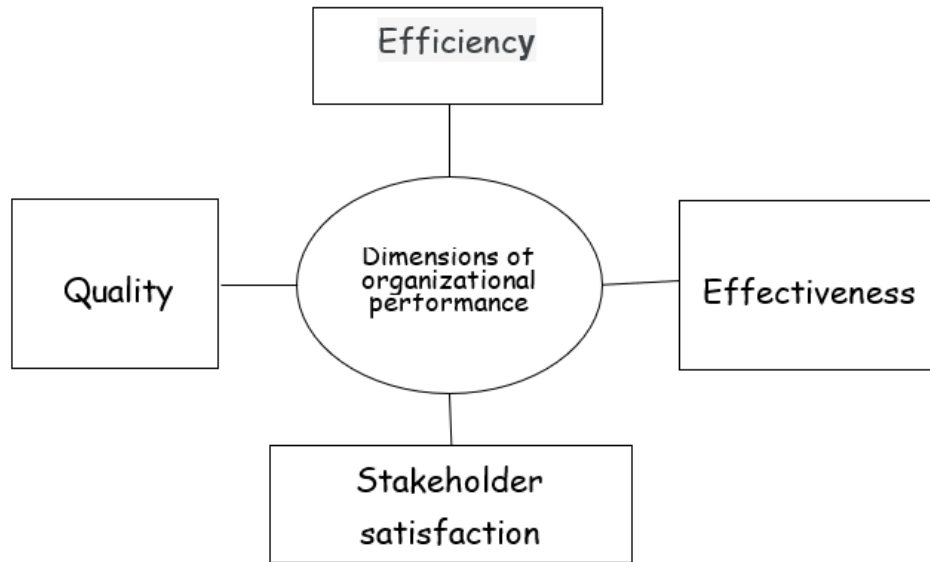 Efficiency
Dimensions of
organizational
performance
Quality
Effectiveness
Stakeholder
satisfaction